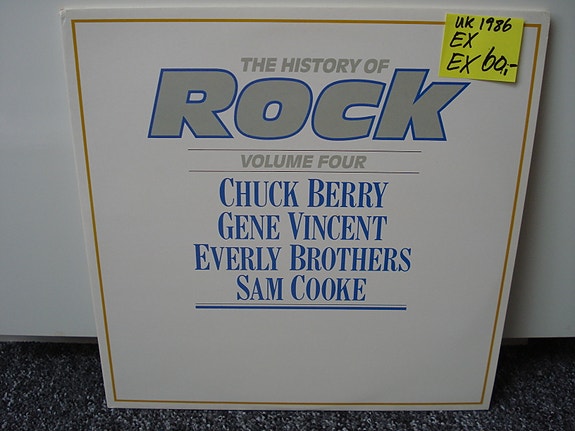 UK 1986
EX
EX 60,-
THE HISTORY OF
ROCK
VOLUME FOUR
CHUCK BERRY
GENE VINCENT
EVERLY BROTHERS
SAM COOKE